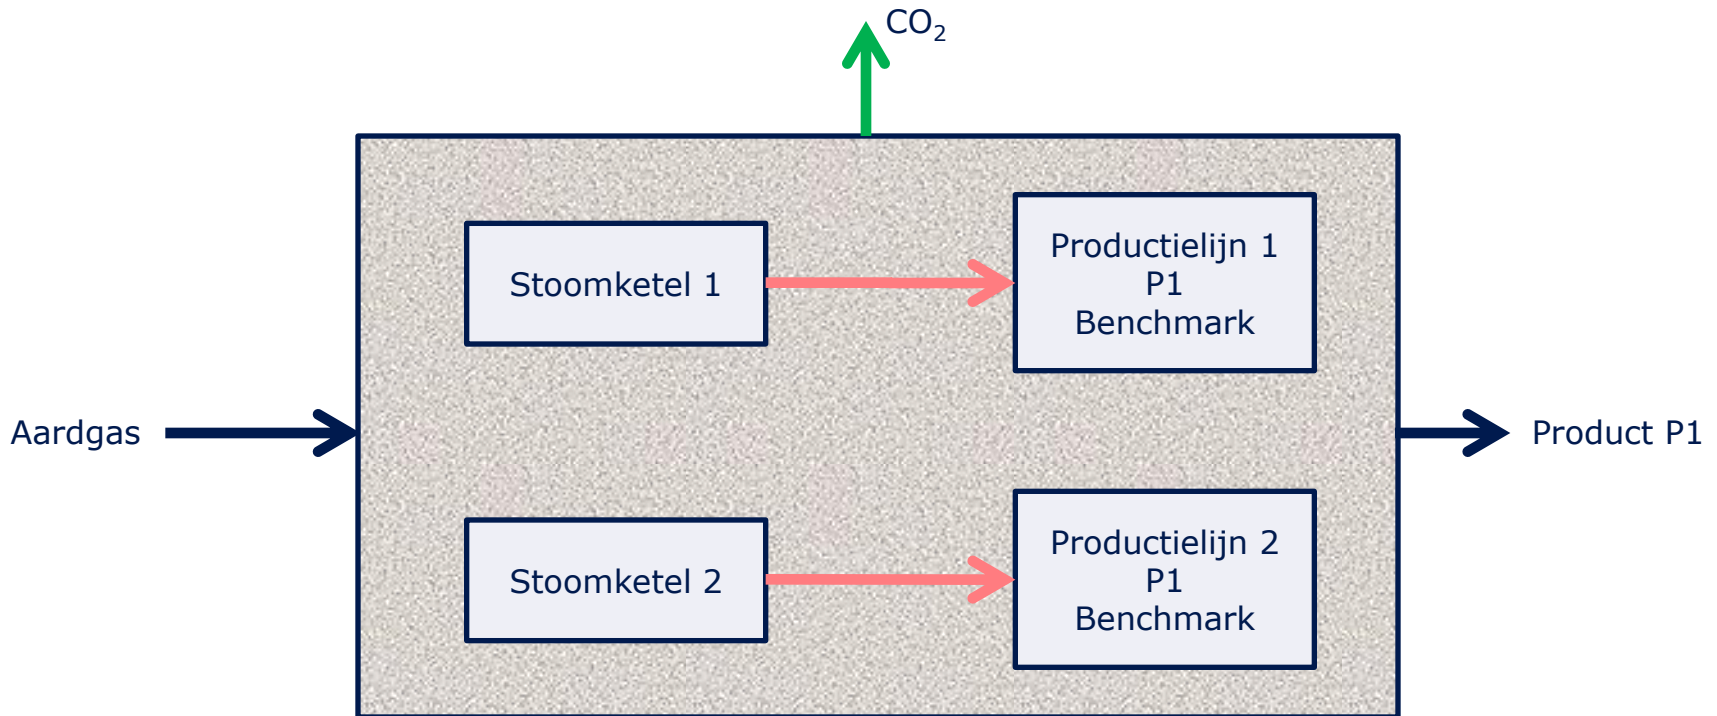 CO₂
Stoomketel 1
Productielijn 1
P1
Benchmark
Aardgas
Product P1
Stoomketel 2
Productielijn 2
P1
Benchmark